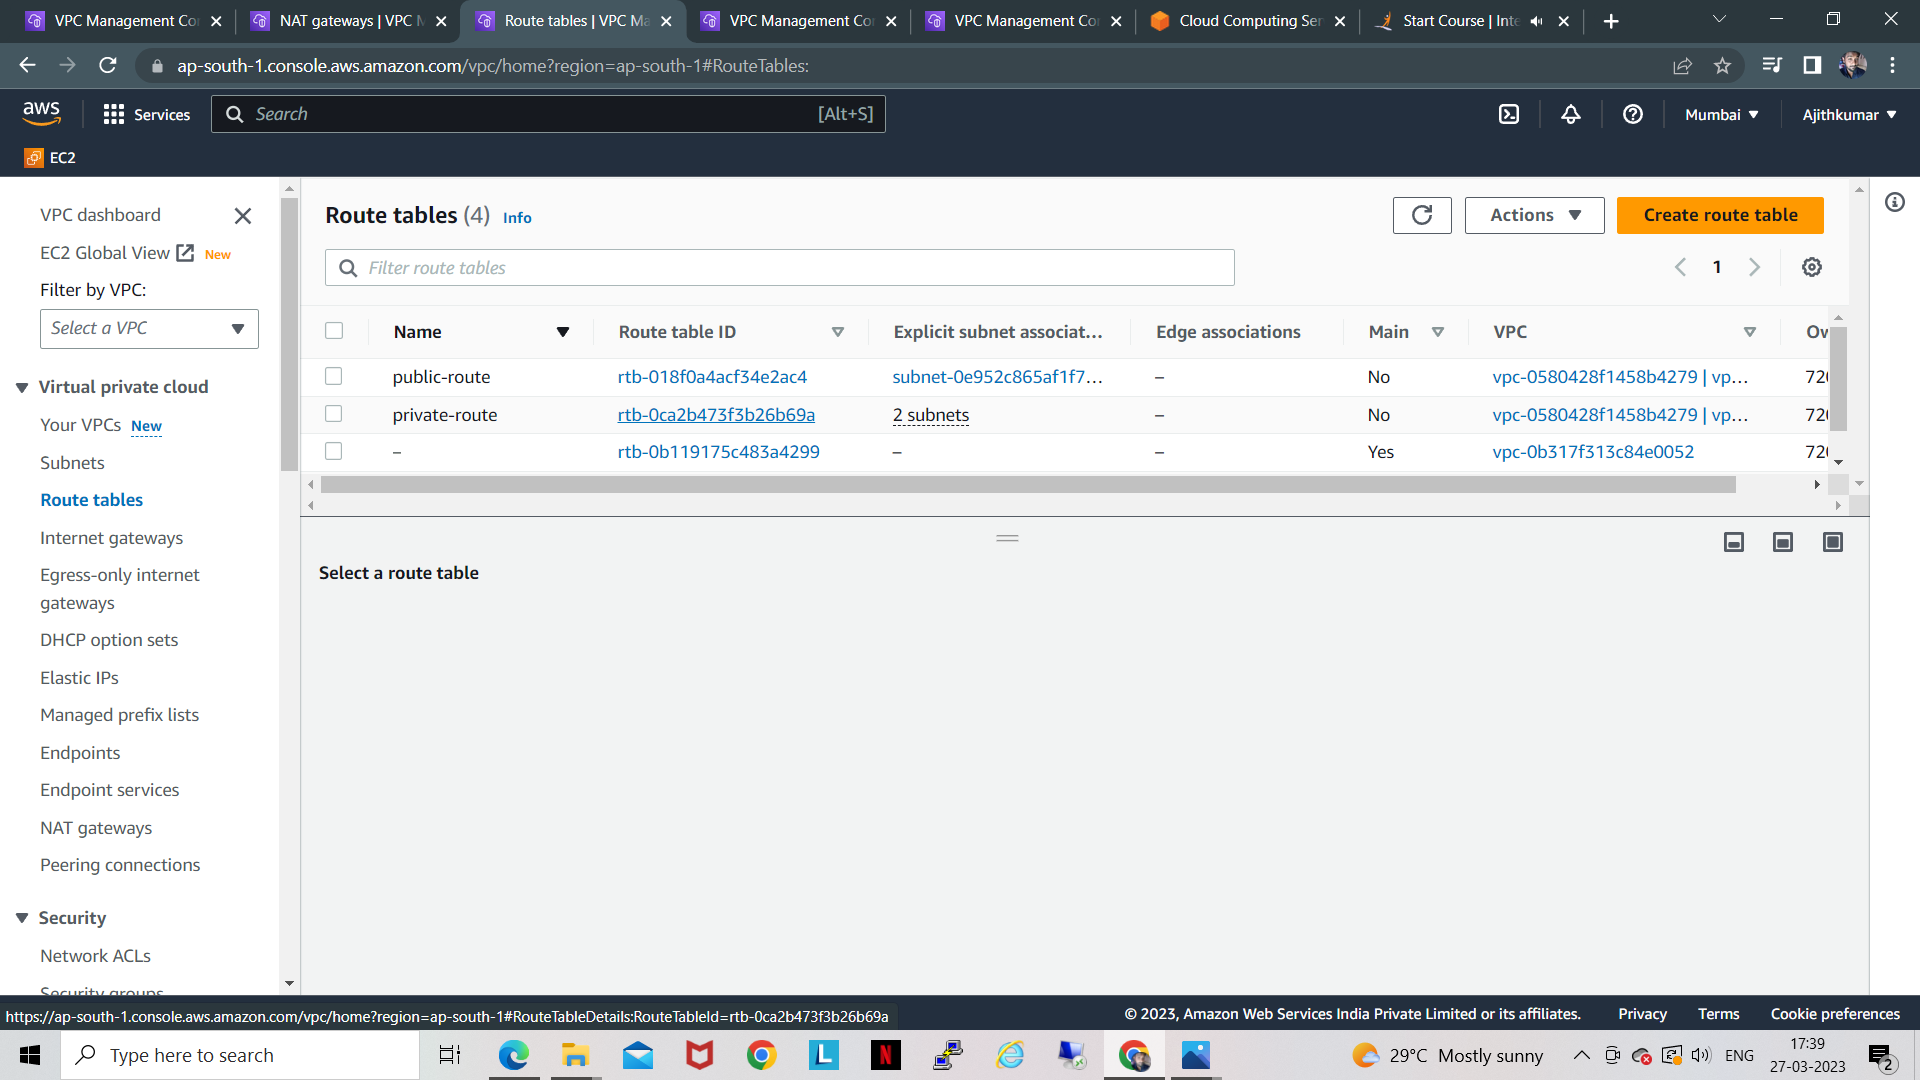 VPC Management Co
NAT gateways | VPC M
Route tables | VPC Ma
VPC Management Co
VPC Management Co
Cloud Computing Ser
Start Course | Inte
ap-south-1.console.aws.amazon.com/vpc/home?region=ap-south-1#RouteTables:
aws
Services
Search
[Alt+S]
Mumbai
Ajithkumar
EC2
VPC dashboard
EC2 Global View New
Filter by VPC:
Select a VPC
Virtual private cloud
Your VPCs New
Subnets
Route tables
Internet gateways
Egress-only internet
gateways
DHCP option sets
Elastic IPs
Managed prefix lists
Endpoints
Endpoint services
NAT gateways
Peering connections
Security
Network ACLs
Security groups
Route tables (4) Info
Actions
Create route table
Filter route tables
1
Name Route table ID Explicit subnet associat... Edge associations Main VPC Ow
public-route rtb-018f0a4acf34e2ac4 subnet-0e952c865af1f7... – No vpc-0580428f1458b4279 | vp... 720
private-route rtb-0ca2b473f3b26b69a 2 subnets – No vpc-0580428f1458b4279 | vp... 720
– rtb-0b119175c483a4299 – – Yes vpc-0b317f313c84e0052 720
Select a route table
https://ap-south-1.console.aws.amazon.com/vpc/home?region=ap-south-1#RouteTableDetails:RouteTableId=rtb-0ca2b473f3b26b69a
© 2023, Amazon Web Services India Private Limited or its affiliates. Privacy Terms Cookie preferences
Type here to search
L
N
29°C Mostly sunny
ENG
17:39
27-03-2023
2